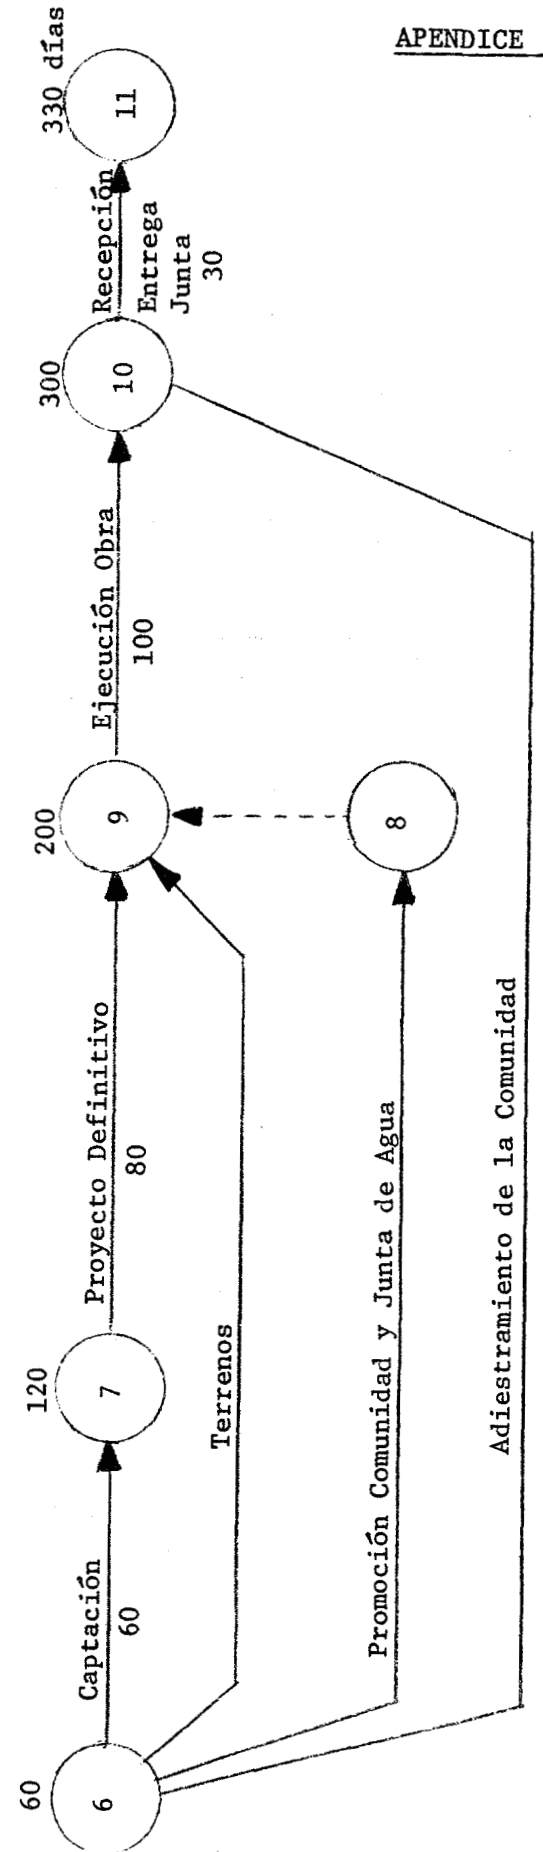 APENDICE
60
120
200
300
330 días
6
Captación
60
7
Proyecto Definitivo
80
9
Ejecución Obra
100
10
Recepción
Entrega
Junta
30
11
Terrenos
Promoción Comunidad y Junta de Agua
8
Adiestramiento de la Comunidad